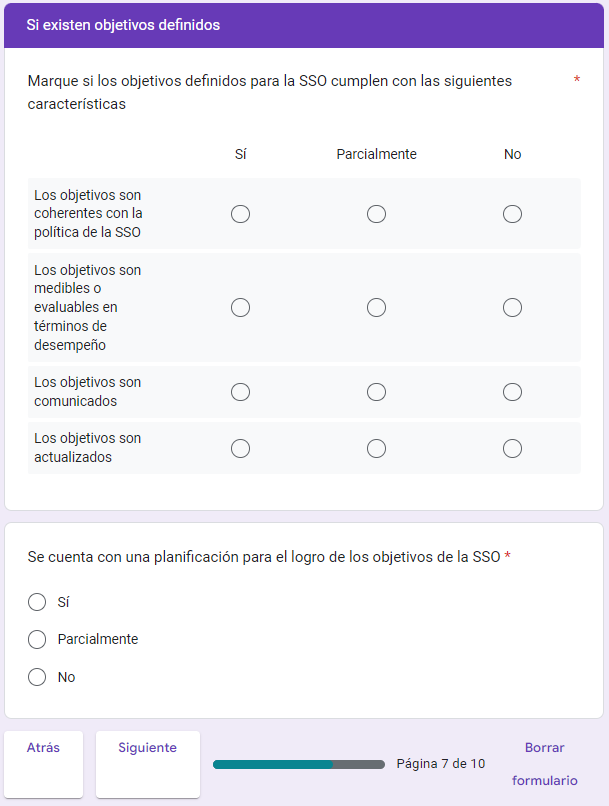 Si existen objetivos definidos
Marque si los objetivos definidos para la SSO cumplen con las siguientes *
características
Sí Parcialmente No
Los objetivos son
coherentes con la
política de la SSO
Los objetivos son
medibles o
evaluables en
términos de
desempeño
Los objetivos son
comunicados
Los objetivos son
actualizados
Se cuenta con una planificación para el logro de los objetivos de la SSO *
Sí
Parcialmente
No
Atrás Siguiente Página 7 de 10 Borrar
formulario